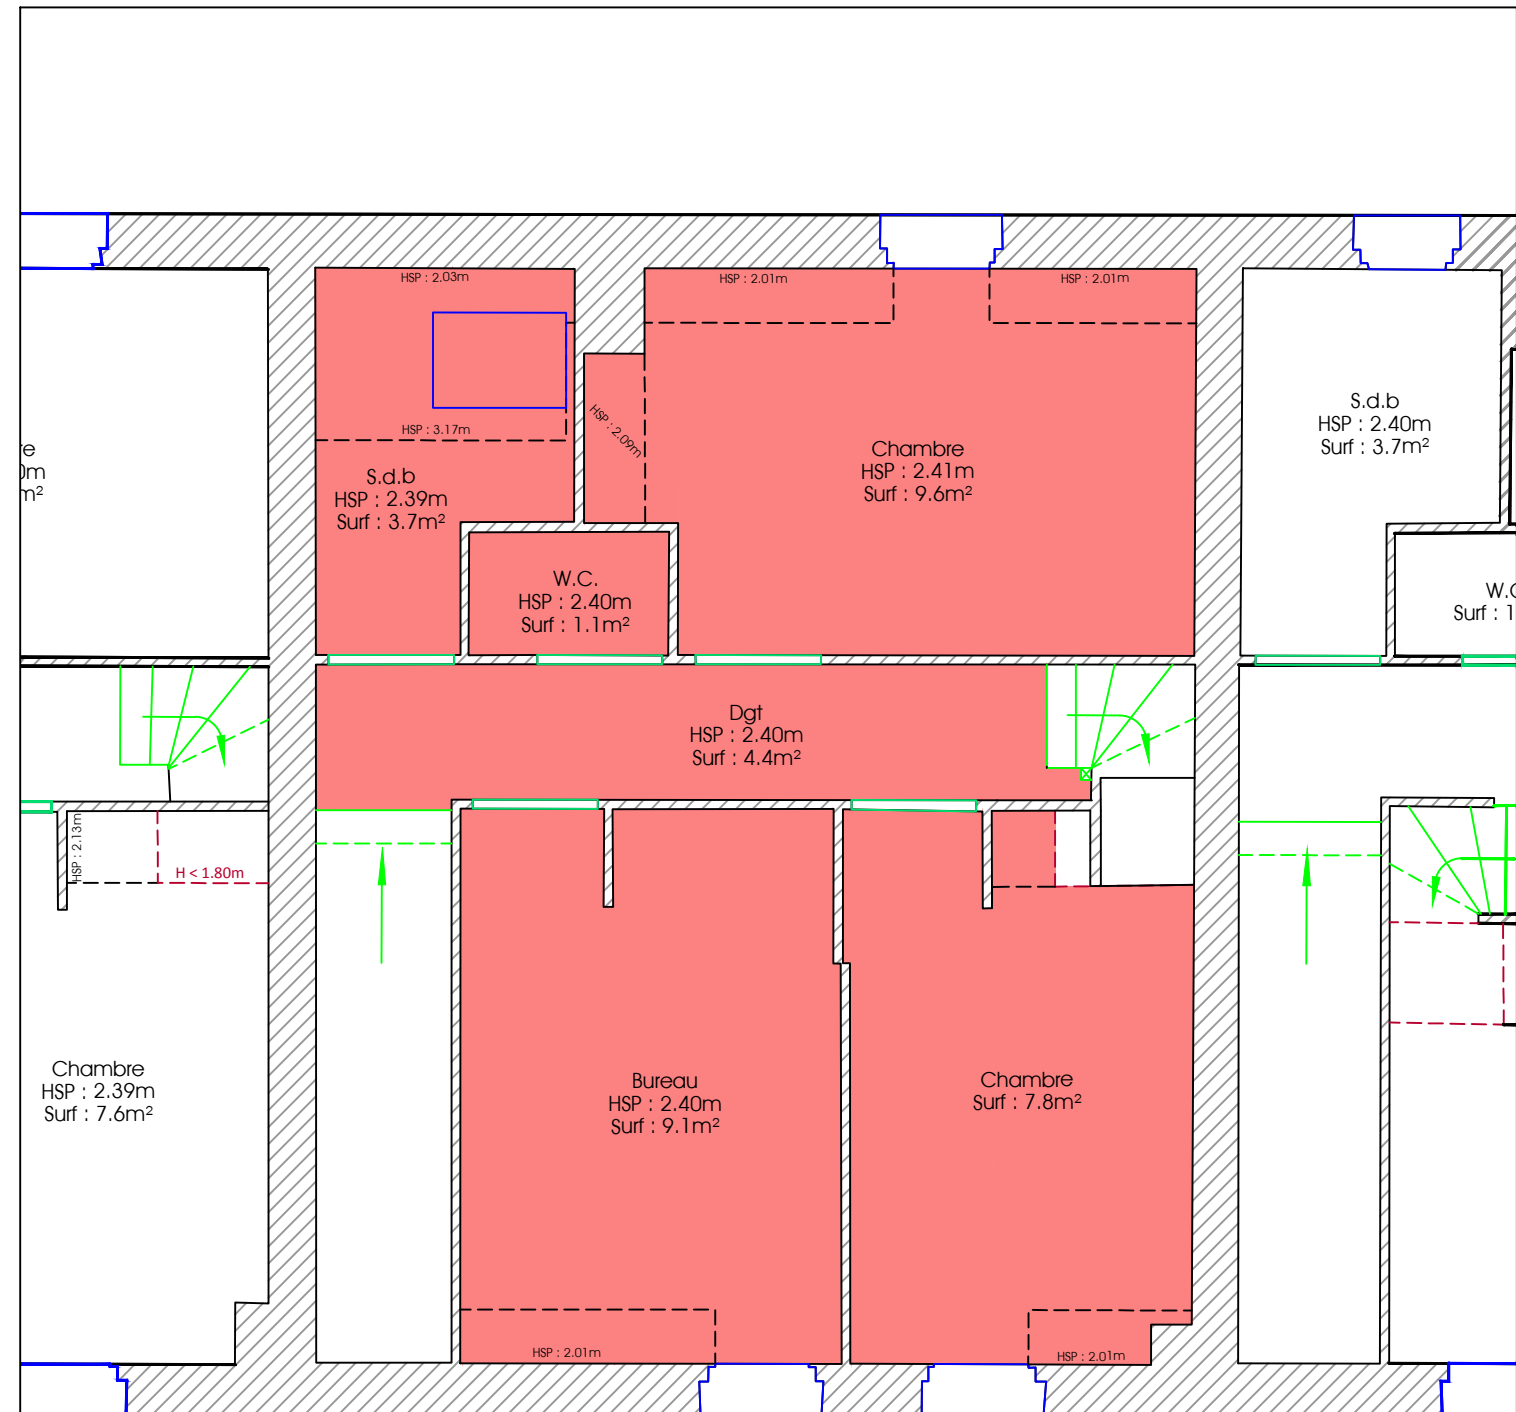 HSP : 2.03m
HSP : 2.01m
HSP : 2.01m
HSP : 3.17m
HSP : 2.09m
S.d.b
HSP : 2.39m
Surf : 3.7m²
Chambre
HSP : 2.41m
Surf : 9.6m²
S.d.b
HSP : 2.40m
Surf : 3.7m²
W.C.
HSP : 2.40m
Surf : 1.1m²
Surf : 1
Dgt
HSP : 2.40m
Surf : 4.4m²
HSP : 2.13m
H < 1.80m
Chambre
HSP : 2.39m
Surf : 7.6m²
Bureau
HSP : 2.40m
Surf : 9.1m²
Chambre
Surf : 7.8m²
HSP : 2.01m
HSP : 2.01m